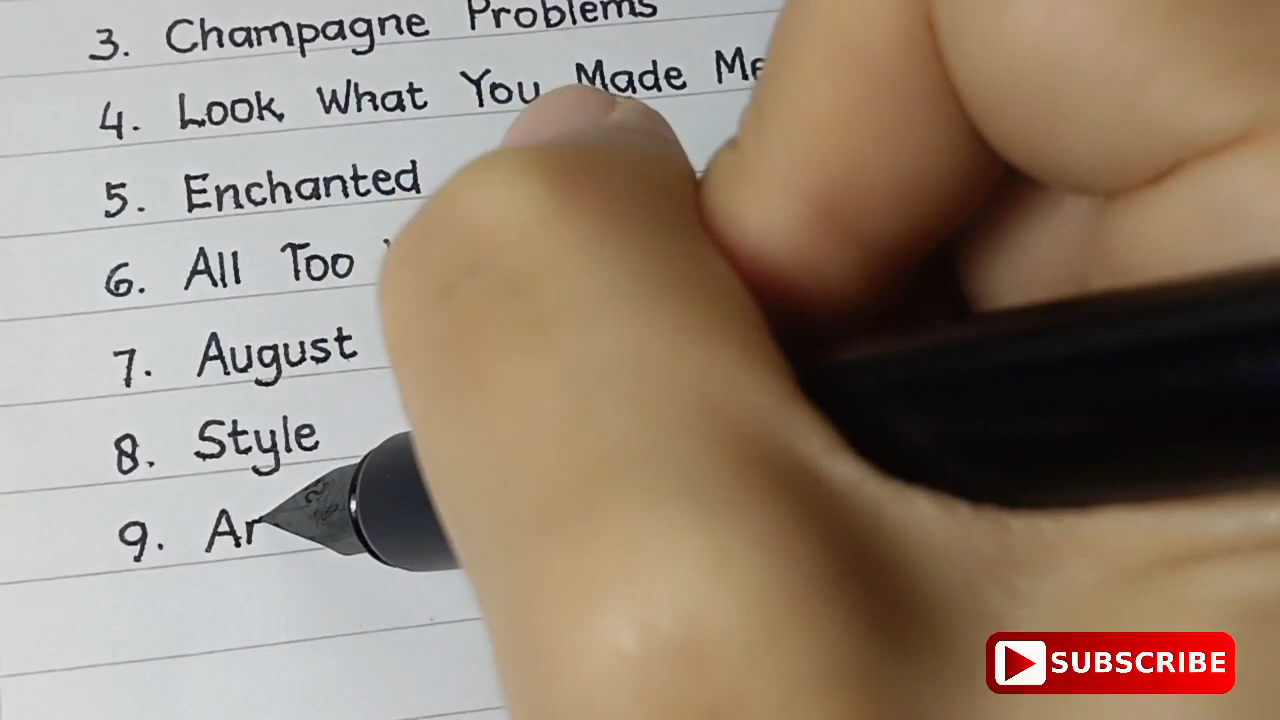 3. Champagne Problems
4. Look What You Made Me
5. Enchanted
6. All Too
7. August
8. Style
9. Ar
SUBSCRIBE